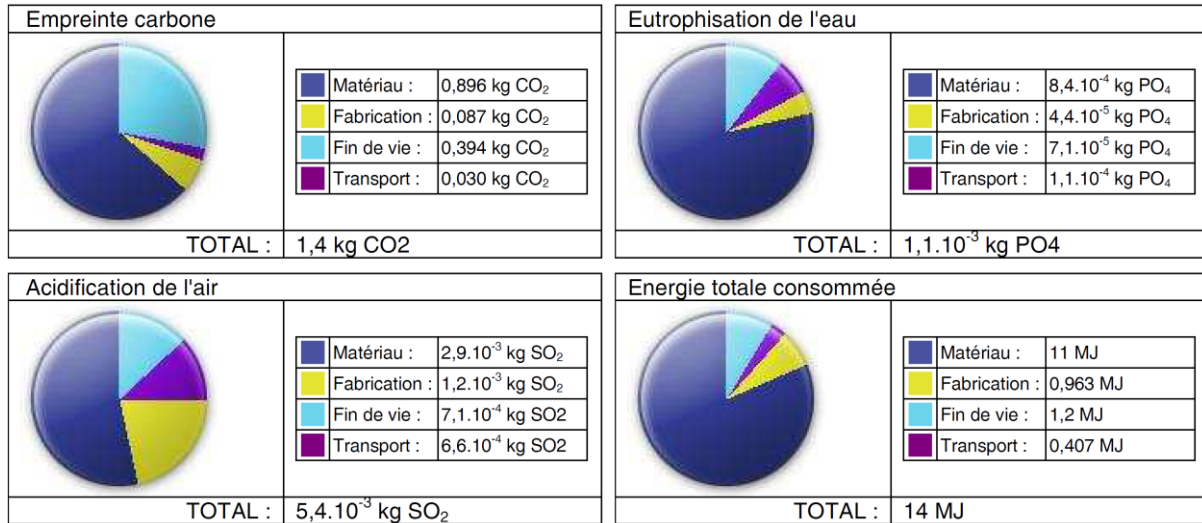 Empreinte carbone
Matériau : 0,896 kg CO₂
Fabrication : 0,087 kg CO₂
Fin de vie : 0,394 kg CO₂
Transport : 0,030 kg CO₂
TOTAL : 1,4 kg CO2
Eutrophisation de l'eau
Matériau : 8,4.10⁻⁴ kg PO₄
Fabrication : 4,4.10⁻⁵ kg PO₄
Fin de vie : 7,1.10⁻⁵ kg PO₄
Transport : 1,1.10⁻⁴ kg PO₄
TOTAL : 1,1.10⁻³ kg PO4
Acidification de l'air
Matériau : 2,9.10⁻³ kg SO₂
Fabrication : 1,2.10⁻³ kg SO₂
Fin de vie : 7,1.10⁻⁴ kg SO2
Transport : 6,6.10⁻⁴ kg SO2
TOTAL : 5,4.10⁻³ kg SO₂
Energie totale consommée
Matériau : 11 MJ
Fabrication : 0,963 MJ
Fin de vie : 1,2 MJ
Transport : 0,407 MJ
TOTAL : 14 MJ